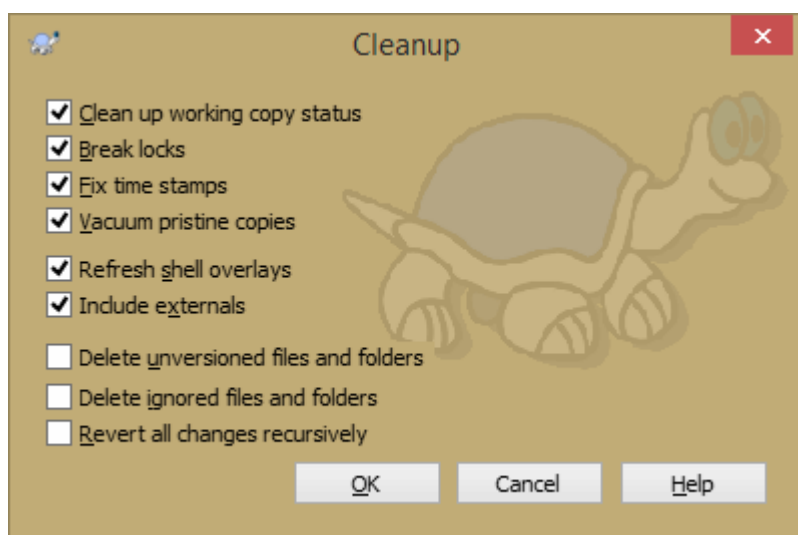 Cleanup
Clean up working copy status
Break locks
Fix time stamps
Vacuum pristine copies
Refresh shell overlays
Include externals
Delete unversioned files and folders
Delete ignored files and folders
Revert all changes recursively
OK Cancel Help